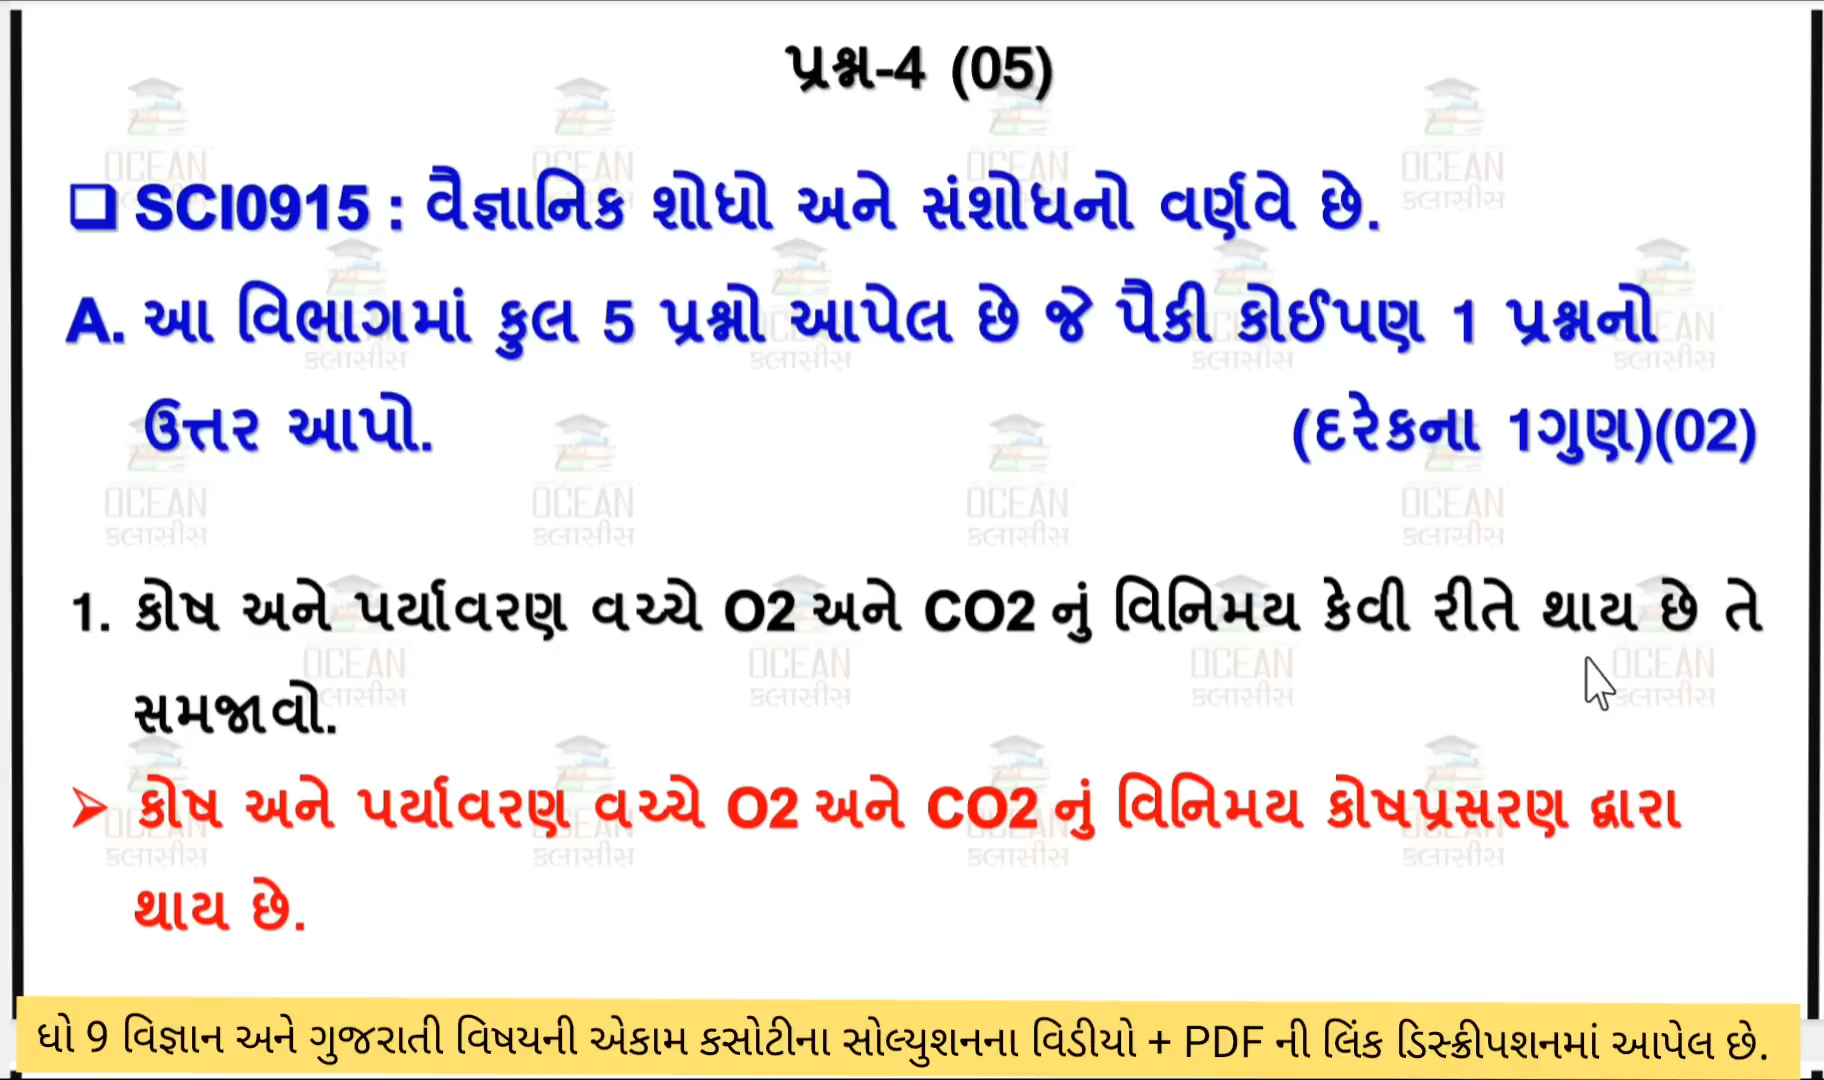 પ્રશ્ન-4 (05)
❑ SCI0915 : વૈજ્ઞાનિક શોધો અને સંશોધનો વર્ણવે છે.
A. આ વિભાગમાં કુલ 5 પ્રશ્નો આપેલ છે જે પૈકી કોઈપણ 1 પ્રશ્નનો
ઉત્તર આપો. (દરેકના 1ગુણ)(02)
1. કોષ અને પર્યાવરણ વચ્ચે O2 અને CO2 નું વિનિમય કેવી રીતે થાય છે તે
સમજાવો.
➢ કોષ અને પર્યાવરણ વચ્ચે O2 અને CO2 નું વિનિમય કોષપ્રસરણ દ્વારા
થાય છે.
ધો 9 વિજ્ઞાન અને ગુજરાતી વિષયની એકામ કસોટીના સોલ્યુશનના વિડીયો + PDF ની લિંક ડિસ્ક્રીપશનમાં આપેલ છે.
OCEAN
ક્લાસીસ